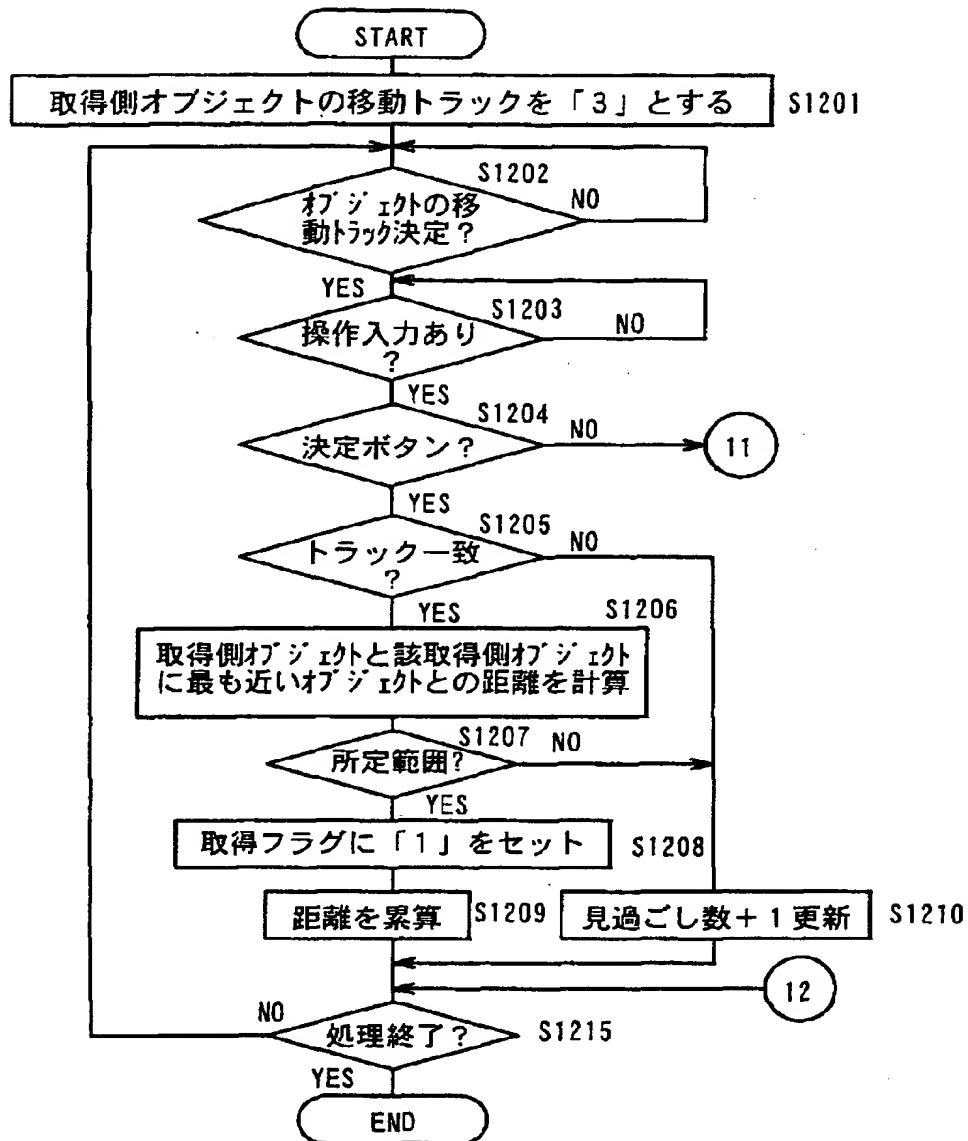 START
取得側オブジェクトの移動トラックを「3」とする
S1201
S1202
オブジェクトの移
動トラック決定?
NO
YES
S1203
操作入力あり
?
NO
YES
S1204
決定ボタン?
NO
11
YES
S1205
トラック一致
?
NO
YES
S1206
取得側オブジェクトと該取得側オブジェクト
に最も近いオブジェクトとの距離を計算
S1207
所定範囲?
NO
YES
取得フラグに「1」をセット
S1208
距離を累算
S1209
見過ごし数+1更新
S1210
12
NO
処理終了?
S1215
YES
END